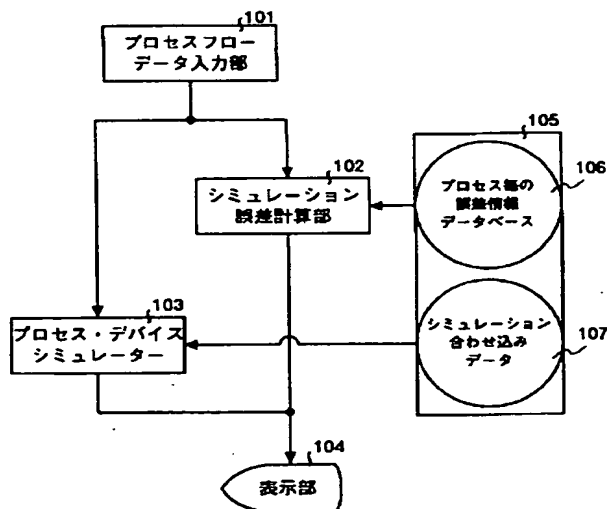 101
プロセスフロー
データ入力部
105
102
シミュレーション
誤差計算部
106
プロセス毎の
誤差情報
データベース
103
プロセス・デバイス
シミュレーター
シミュレーション
合わせ込み
データ
107
104
表示部